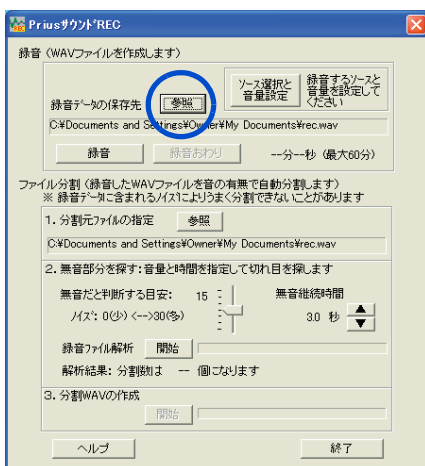 PriusサウンドREC
録音（WAVファイルを作成します）
録音データの保存先 参照 ソース選択と 録音するソースと
音量設定 音量を設定して
ください
C:¥Documents and Settings¥Owner¥My Documents¥rec.wav
録音 録音おわり --分--秒（最大60分）
ファイル分割（録音したWAVファイルを音の有無で自動分割します）
※ 録音データに含まれるノイズによりうまく分割できないことがあります
1. 分割元ファイルの指定 参照
C:¥Documents and Settings¥Owner¥My Documents¥rec.wav
2. 無音部分を探す：音量と時間を指定して切れ目を探します
無音だと判断する目安： 15 無音継続時間
ノイズ： 0(少) <-->30(多) 3.0 秒
録音ファイル解析 開始
解析結果： 分割数は -- 個になります
3. 分割WAVの作成
開始
ヘルプ 終了